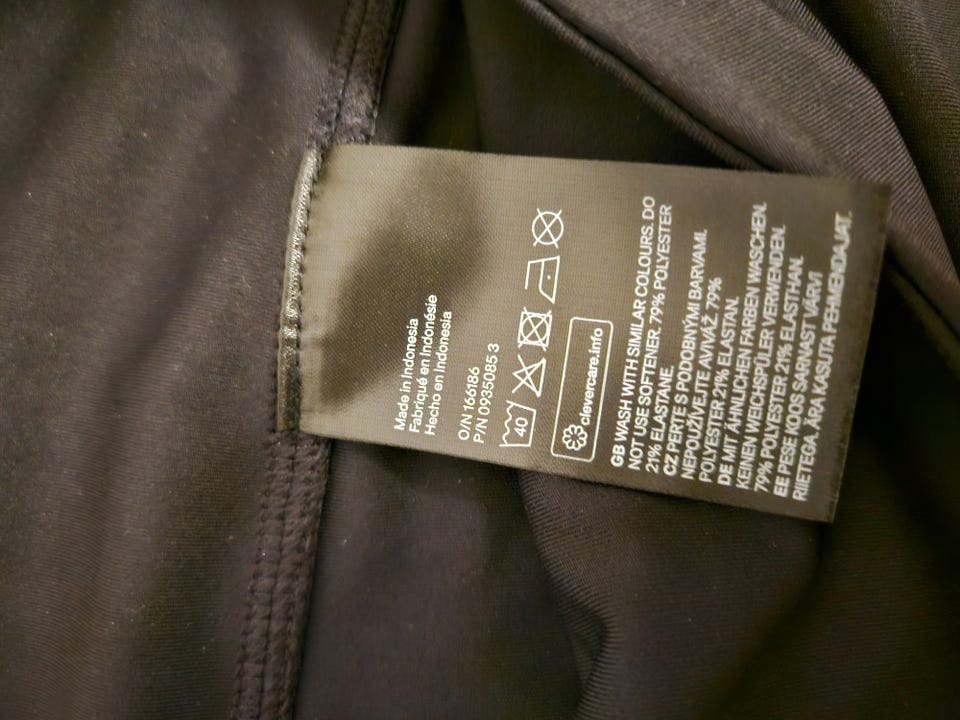 Made in Indonesia
Fabriqué en Indonésie
Hecho en Indonesia
O/N 166186
P/N 0935085 3
40
clevercare.info
GB WASH WITH SIMILAR COLOURS. DO
NOT USE SOFTENER. 79% POLYESTER
21% ELASTANE
CZ PERTE S PODOBNÝMI BARVAMI.
NEPOUŽÍVEJTE AVIVÁŽ. 79%
POLYESTER 21% ELASTAN.
DE MIT ÄHNLICHEN FARBEN WASCHEN.
KEINEN WEICHSPÜLER VERWENDEN.
79% POLYESTER 21% ELASTHAN.
EE PESE KOOS SARNAST VÄRVI
RIIETEGA. ÄRA KASUTA PEHMENDAJAT.